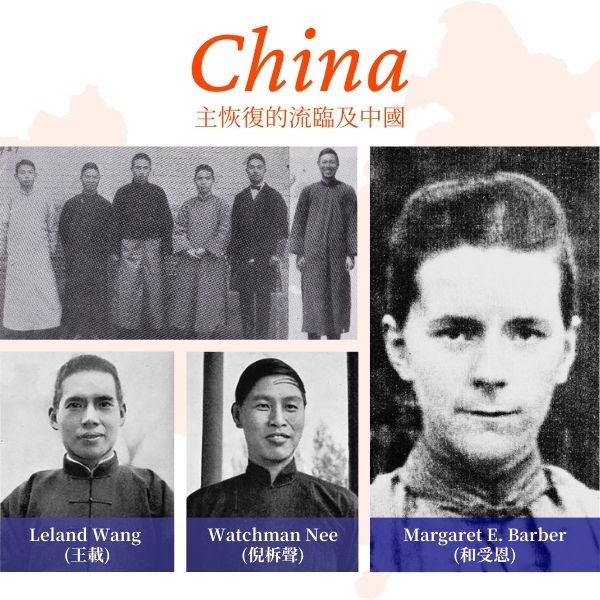 China
主恢復的流臨及中國
Leland Wang
(王載)
Watchman Nee
(倪柝聲)
Margaret E. Barber
(和受恩)